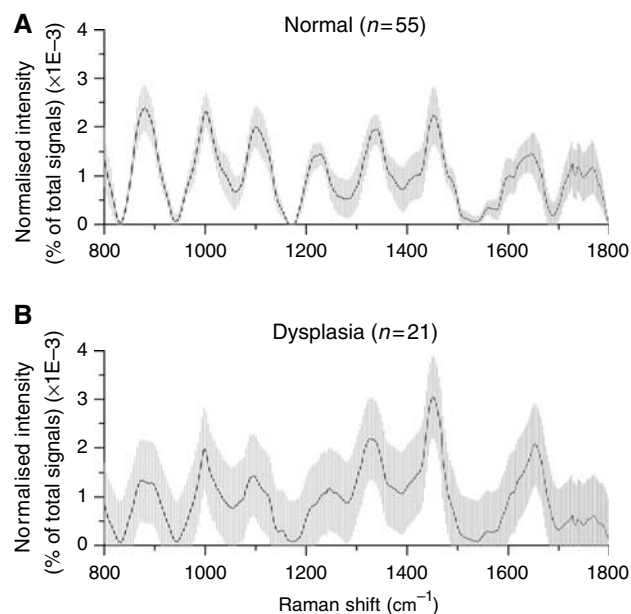 A
Normal (n=55)
Normalised intensity
(% of total signals) (×1E–3)
4
3
2
1
0
800
1000
1200
1400
1600
1800
B
Dysplasia (n=21)
Normalised intensity
(% of total signals) (×1E–3)
4
3
2
1
0
800
1000
1200
1400
1600
1800
Raman shift (cm⁻¹)